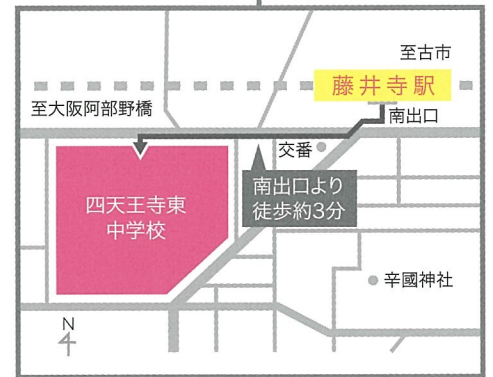 至古市
藤井寺駅
至大阪阿部野橋
南出口
交番
南出口より
徒歩約3分
四天王寺東
中学校
辛國神社
N